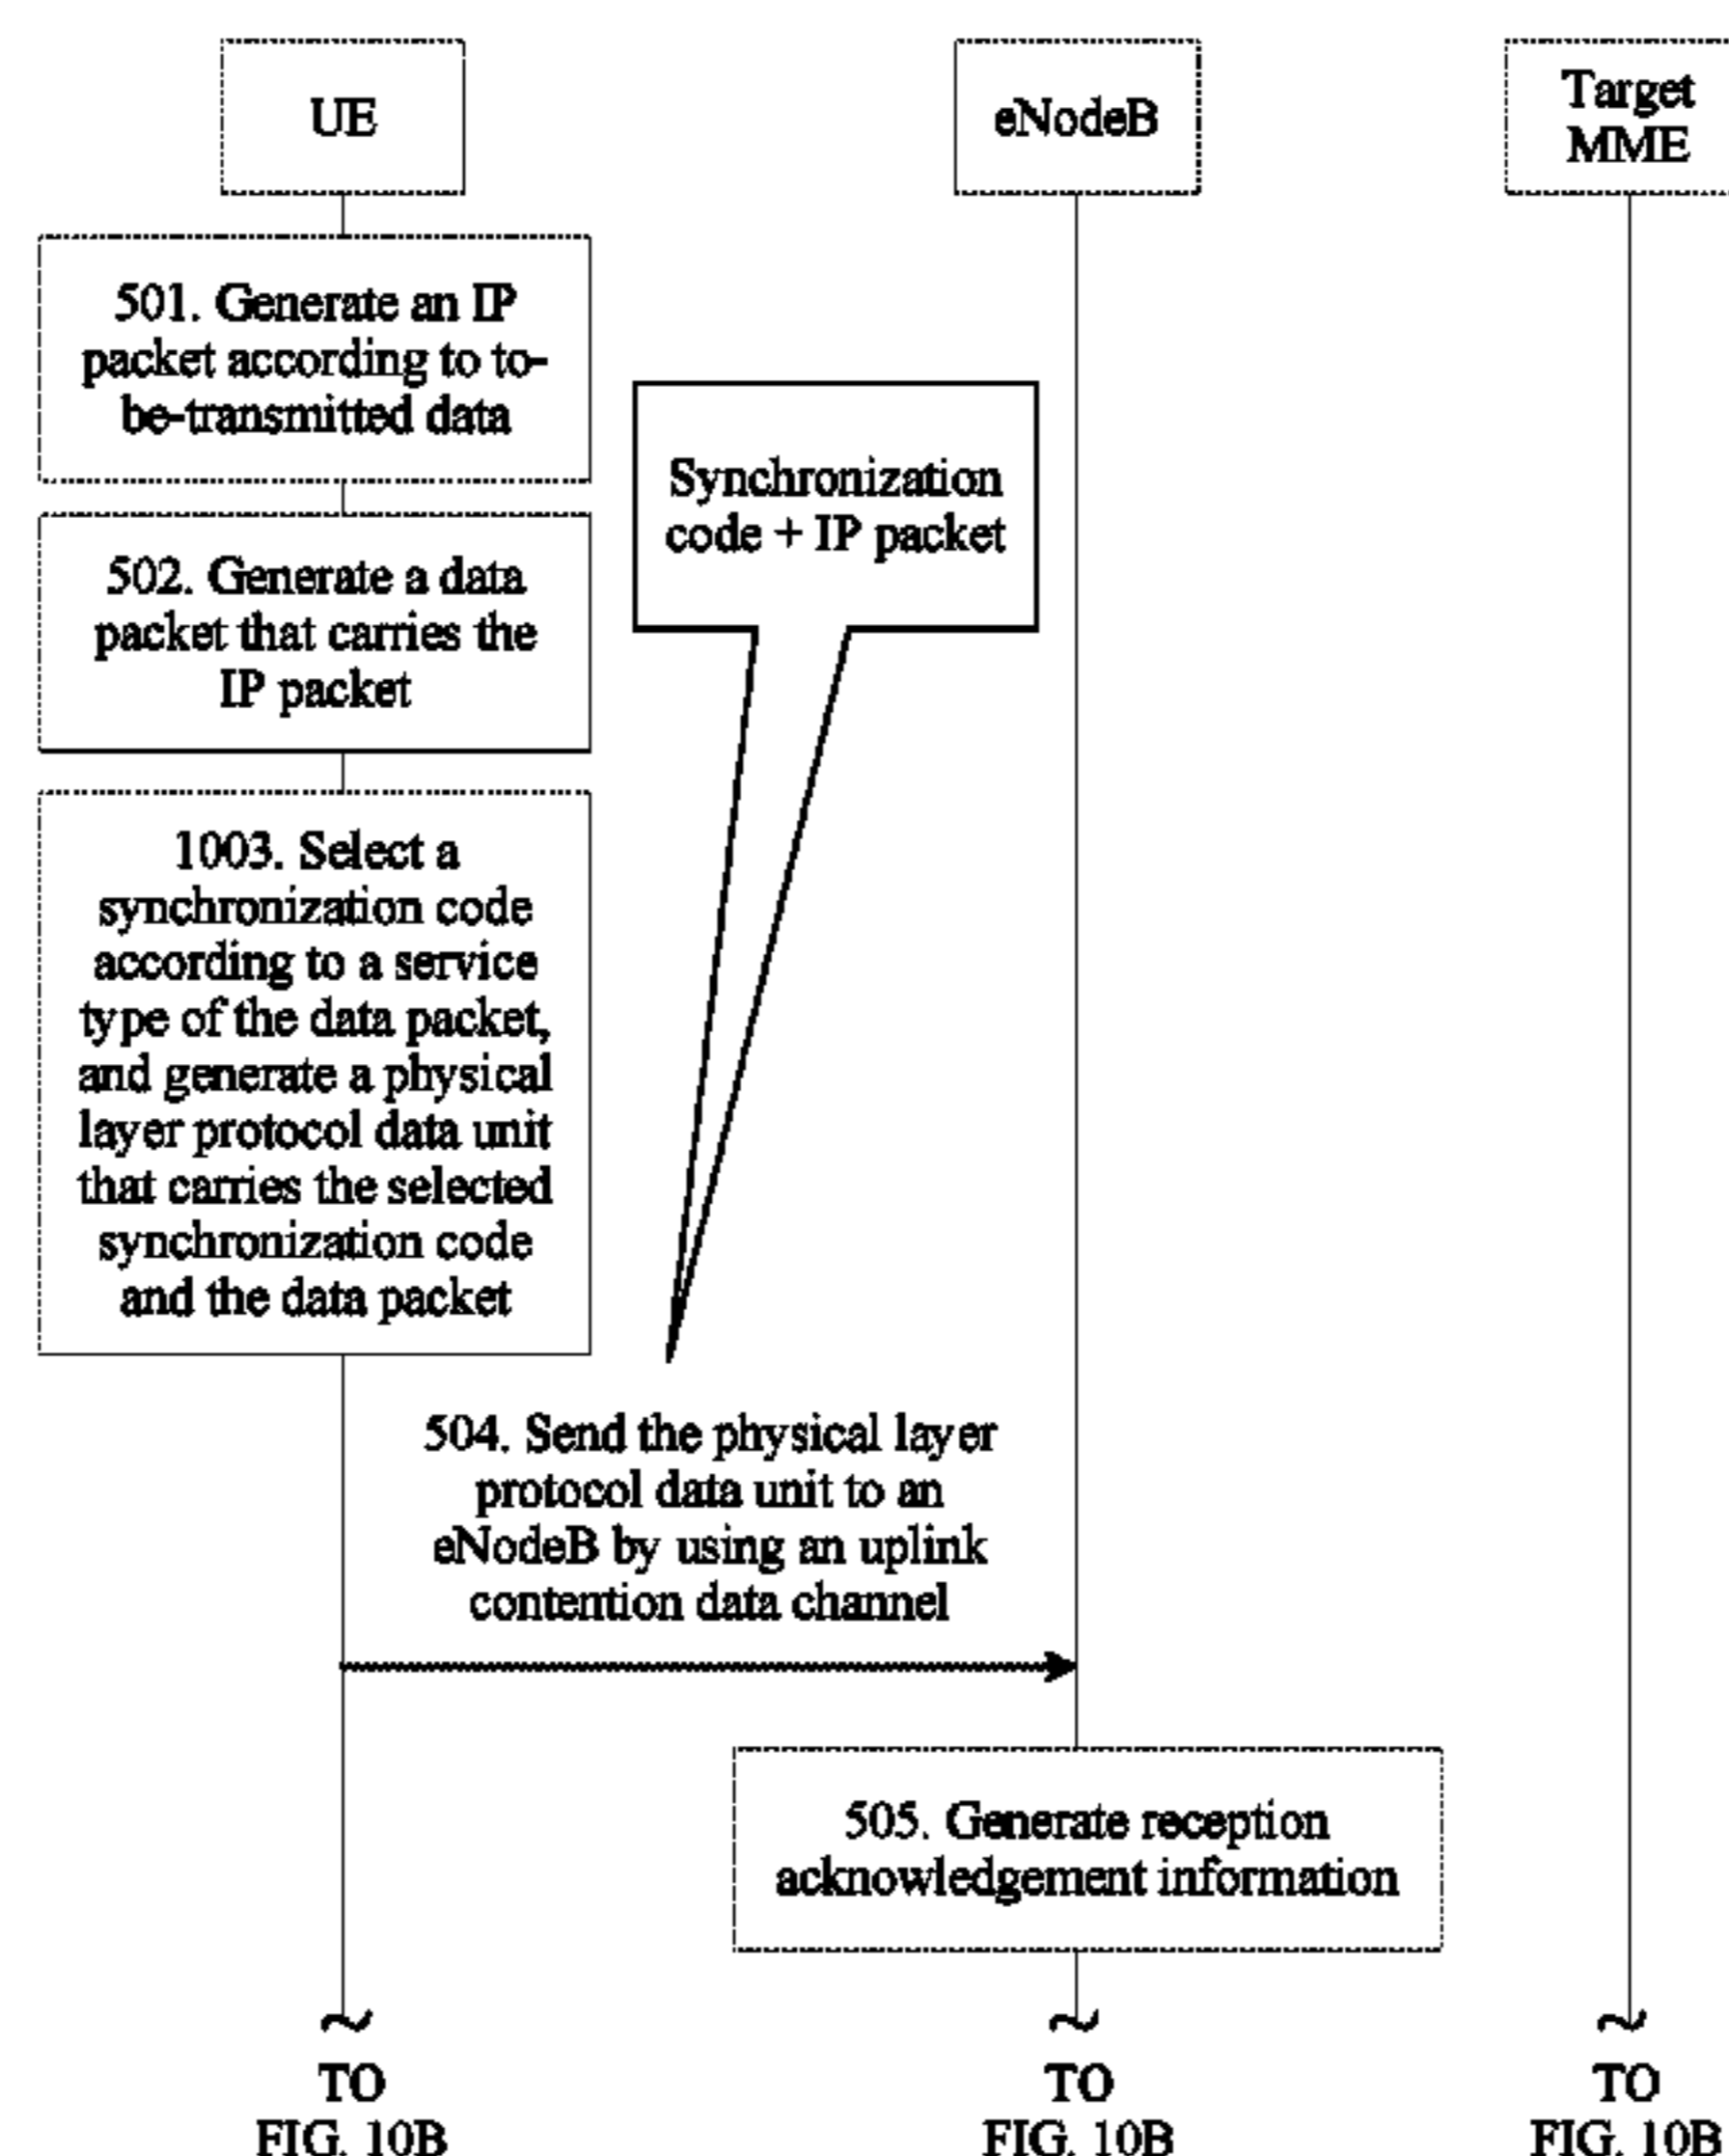 UE
eNodeB
Target
MME
501. Generate an IP
packet according to to-
be-transmitted data
Synchronization
code + IP packet
502. Generate a data
packet that carries the
IP packet
1003. Select a
synchronization code
according to a service
type of the data packet,
and generate a physical
layer protocol data unit
that carries the selected
synchronization code
and the data packet
504. Send the physical layer
protocol data unit to an
eNodeB by using an uplink
contention data channel
505. Generate reception
acknowledgement information
~
~
~
TO
FIG. 10B
TO
FIG. 10B
TO
FIG. 10B